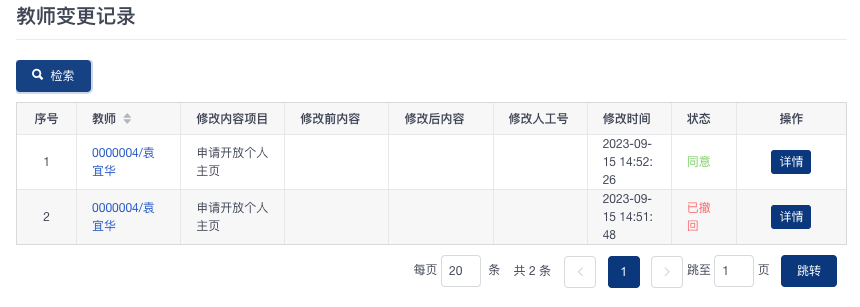 教师变更记录
检索
序号 教师 修改内容项目 修改前内容 修改后内容 修改人工号 修改时间 状态 操作
1 0000004/袁宜华 申请开放个人主页 2023-09-15 14:52:26 同意 详情
2 0000004/袁宜华 申请开放个人主页 2023-09-15 14:51:48 已撤回 详情
每页 20 条 共 2 条 1 跳至 1 页 跳转